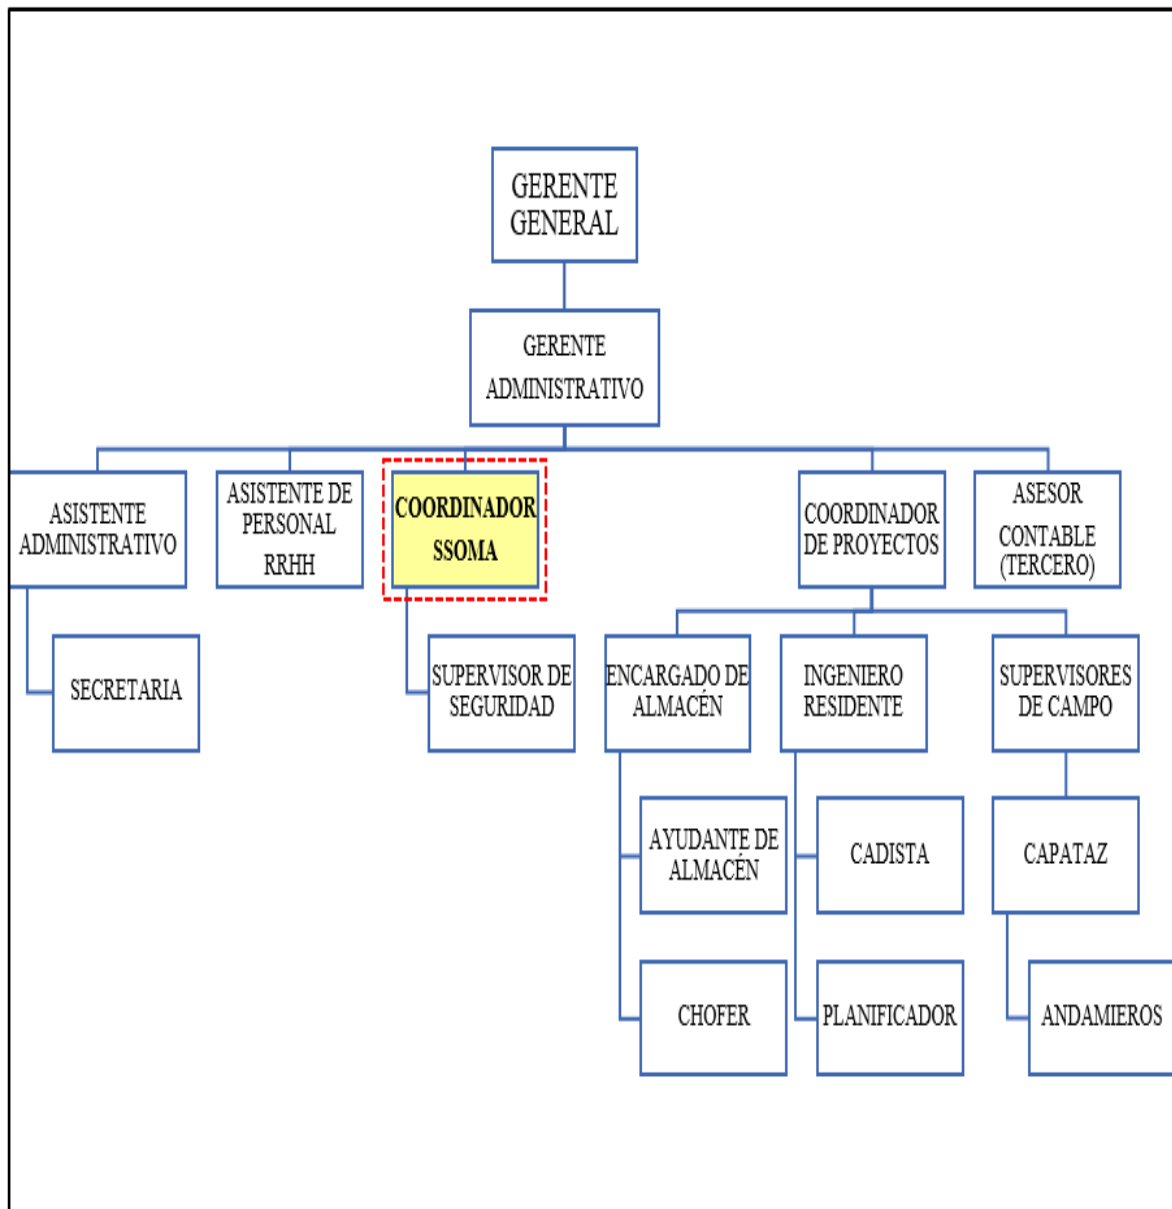 GERENTE
GENERAL
GERENTE
ADMINISTRATIVO
ASISTENTE
ADMINISTRATIVO
ASISTENTE DE
PERSONAL
RRHH
COORDINADOR
SSOMA
COORDINADOR
DE PROYECTOS
ASESOR
CONTABLE
(TERCERO)
SECRETARIA
SUPERVISOR DE
SEGURIDAD
ENCARGADO DE
ALMACÉN
INGENIERO
RESIDENTE
SUPERVISORES
DE CAMPO
AYUDANTE DE
ALMACÉN
CADISTA
CAPATAZ
CHOFER
PLANIFICADOR
ANDAMIEROS